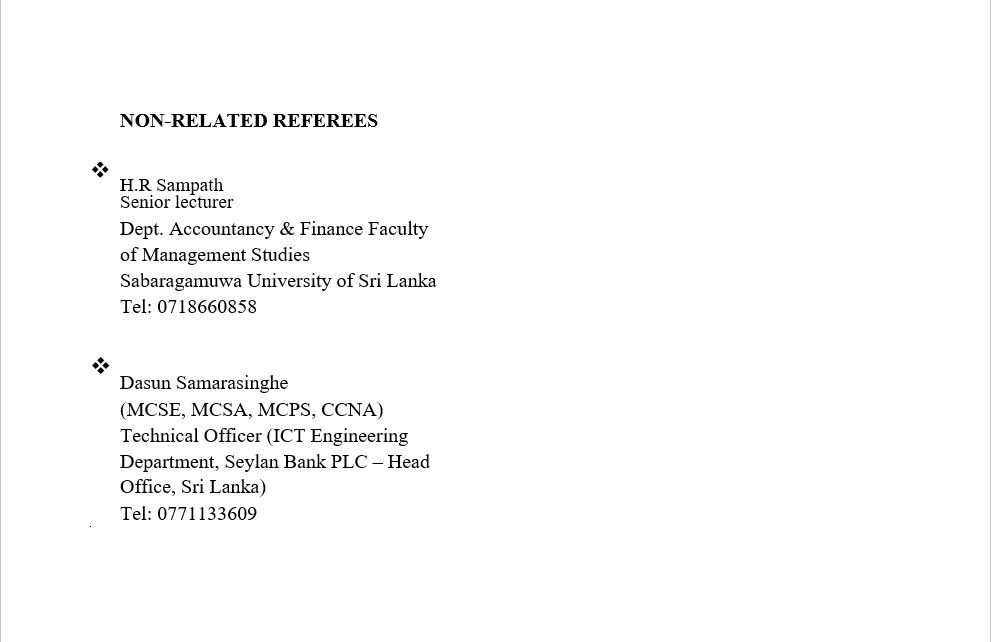 NON-RELATED REFEREES
❖
H.R Sampath
Senior lecturer
Dept. Accountancy & Finance Faculty
of Management Studies
Sabaragamuwa University of Sri Lanka
Tel: 0718660858
❖
Dasun Samarasinghe
(MCSE, MCSA, MCPS, CCNA)
Technical Officer (ICT Engineering
Department, Seylan Bank PLC – Head
Office, Sri Lanka)
Tel: 0771133609
.